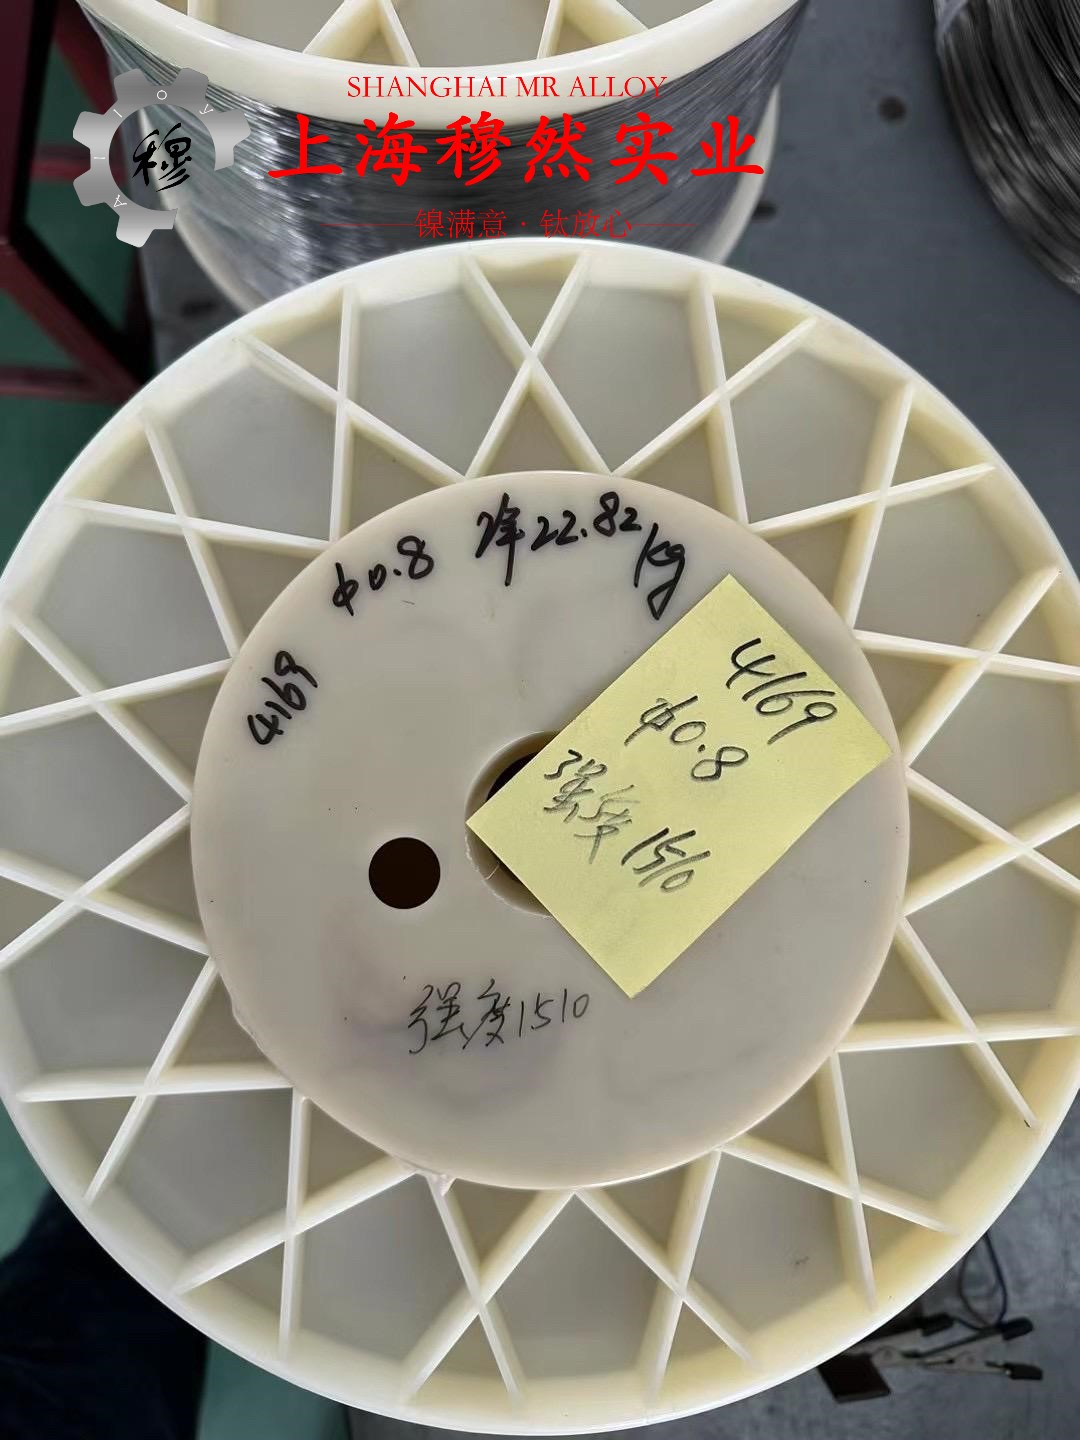 SHANGHAI MR ALLOY
上海穆然实业
穆
镍满意·钛放心
4169 φ0.8 净22.82kg
4169
φ0.8
强度1510
强度1510